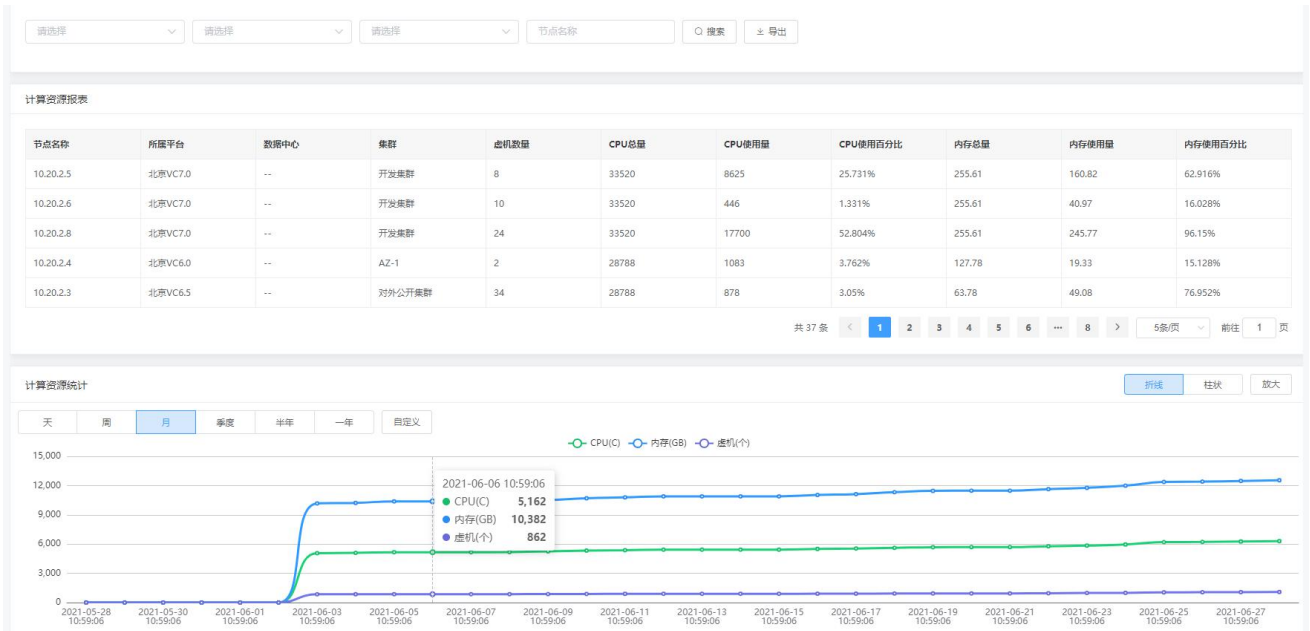 请选择 请选择 请选择 节点名称 搜索 导出
计算资源报表
节点名称 所属平台 数据中心 集群 虚机数量 CPU总量 CPU使用量 CPU使用百分比 内存总量 内存使用量 内存使用百分比
10.20.2.5 北京VC7.0 -- 开发集群 8 33520 8625 25.731% 255.61 160.82 62.916%
10.20.2.6 北京VC7.0 -- 开发集群 10 33520 446 1.331% 255.61 40.97 16.028%
10.20.2.8 北京VC7.0 -- 开发集群 24 33520 17700 52.804% 255.61 245.77 96.15%
10.20.2.4 北京VC6.0 -- AZ-1 2 28788 1083 3.762% 127.78 19.33 15.128%
10.20.2.3 北京VC6.5 -- 对外公开集群 34 28788 878 3.05% 63.78 49.08 76.952%
共 37 条 < 1 2 3 4 5 6 ··· 8 > 5条/页 前往 1 页
计算资源统计 折线 柱状 放大
天 周 月 季度 半年 一年 自定义
CPU(C) 内存(GB) 虚机(个)
15,000
12,000
9,000
6,000
3,000
0
2021-06-06 10:59:06
CPU(C) 5,162
内存(GB) 10,382
虚机(个) 862
2021-05-28 2021-05-30 2021-06-01 2021-06-03 2021-06-05 2021-06-07 2021-06-09 2021-06-11 2021-06-13 2021-06-15 2021-06-17 2021-06-19 2021-06-21 2021-06-23 2021-06-25 2021-06-27
10:59:06 10:59:06 10:59:06 10:59:06 10:59:06 10:59:06 10:59:06 10:59:06 10:59:06 10:59:06 10:59:06 10:59:06 10:59:06 10:59:06 10:59:06 10:59:06